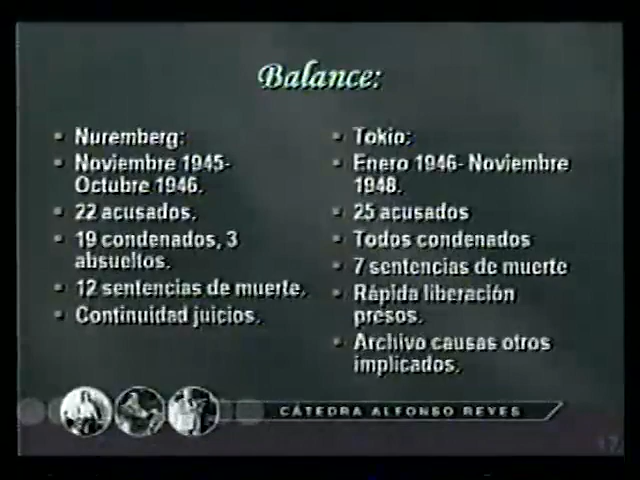 Balance:
Nuremberg:
Noviembre 1945-
Octubre 1946.
22 acusados.
19 condenados, 3
absueltos.
12 sentencias de muerte.
Continuidad juicios.
Tokio:
Enero 1946- Noviembre
1948.
25 acusados
Todos condenados
7 sentencias de muerte
Rápida liberación
presos.
Archivo causas otros
implicados.
CÁTEDRA ALFONSO REYES
17